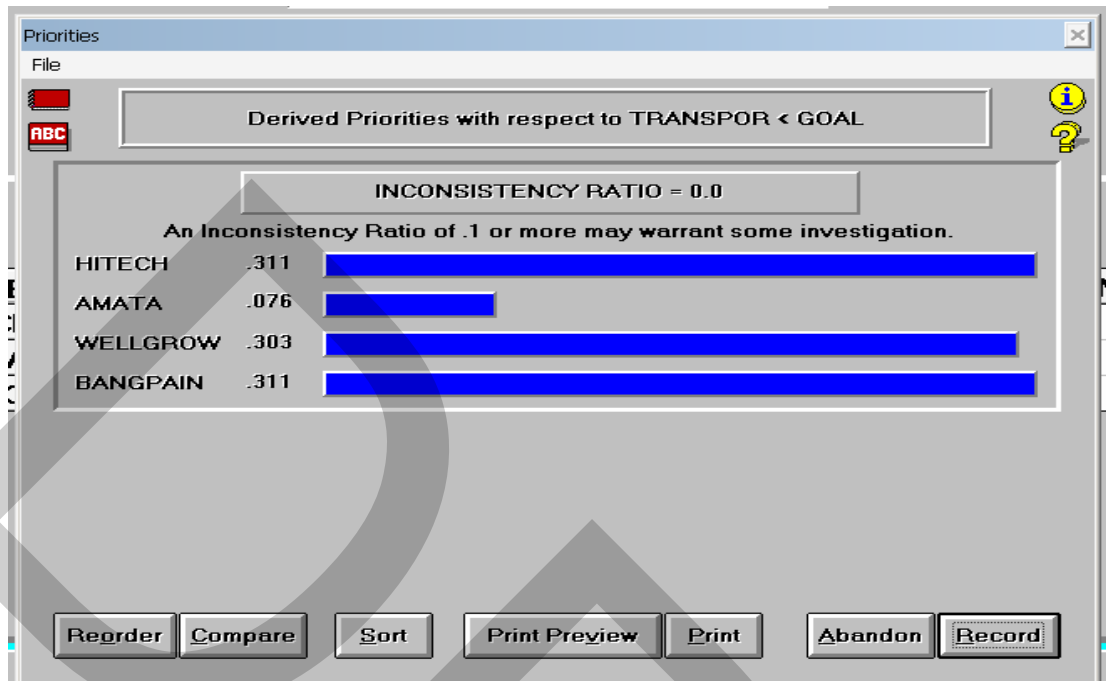 Priorities
File
ABC
Derived Priorities with respect to TRANSPOR < GOAL
INCONSISTENCY RATIO = 0.0
An Inconsistency Ratio of .1 or more may warrant some investigation.
HITECH .311
AMATA .076
WELLGROW .303
BANGPAIN .311
Reorder Compare Sort Print Preview Print Abandon Record